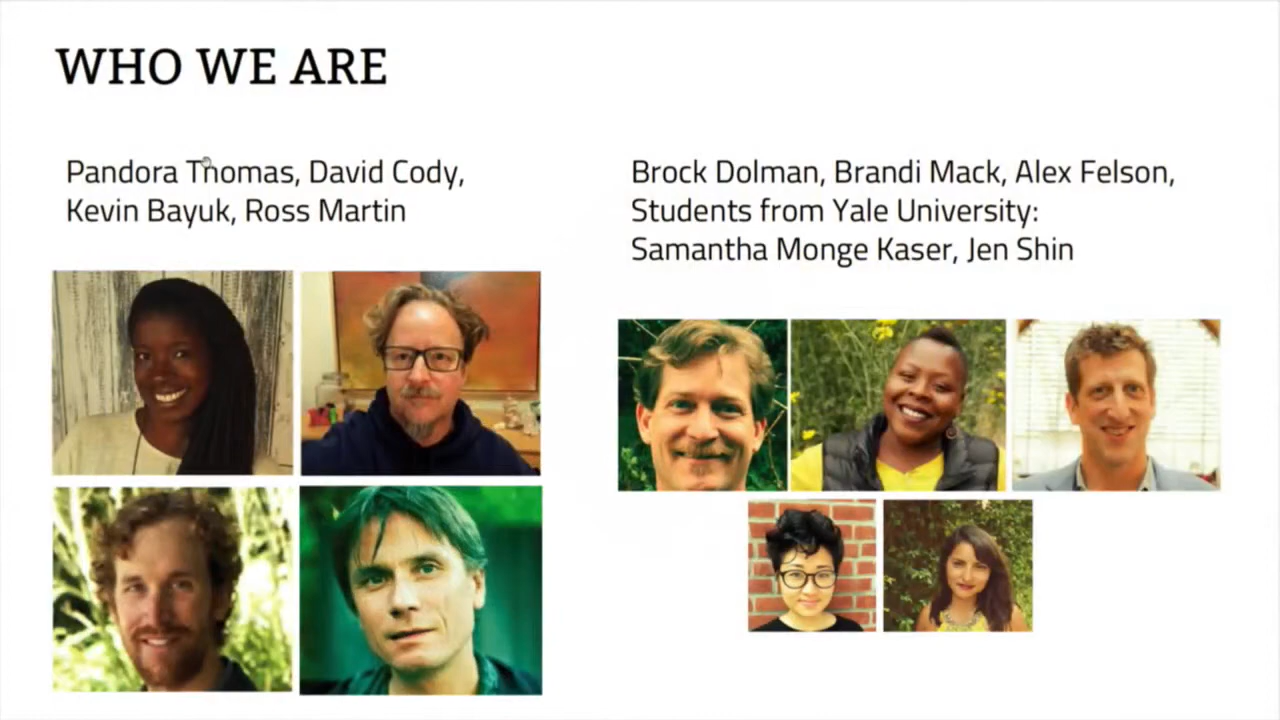 WHO WE ARE
Pandora Thomas, David Cody,
Kevin Bayuk, Ross Martin
Brock Dolman, Brandi Mack, Alex Felson,
Students from Yale University:
Samantha Monge Kaser, Jen Shin